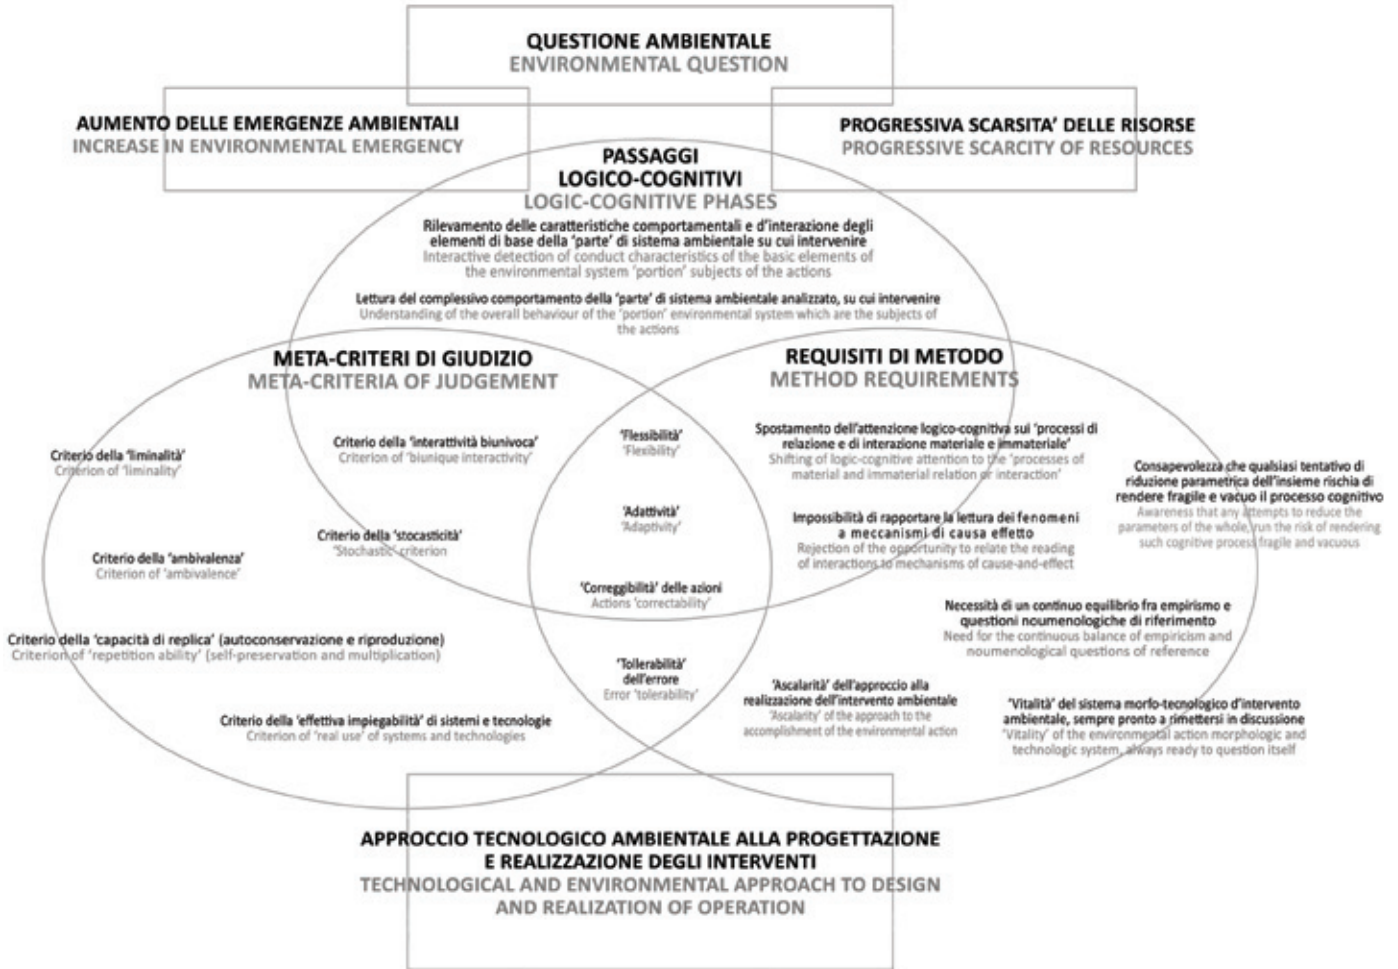 QUESTIONE AMBIENTALE
ENVIRONMENTAL QUESTION
AUMENTO DELLE EMERGENZE AMBIENTALI
INCREASE IN ENVIRONMENTAL EMERGENCY
PROGRESSIVA SCARSITA' DELLE RISORSE
PROGRESSIVE SCARCITY OF RESOURCES
PASSAGGI
LOGICO-COGNITIVI
LOGIC-COGNITIVE PHASES
Rilevamento delle caratteristiche comportamentali e d'interazione degli
elementi di base della 'parte' di sistema ambientale su cui intervenire
Interactive detection of conduct characteristics of the basic elements of
the environmental system 'portion' subjects of the actions
Lettura del complessivo comportamento della 'parte' di sistema ambientale analizzato, su cui intervenire
Understanding of the overall behaviour of the 'portion' environmental system which are the subjects of
the actions
META-CRITERI DI GIUDIZIO
META-CRITERIA OF JUDGEMENT
Criterio della 'liminalità'
Criterion of 'liminality'
Criterio della 'interattività biunivoca'
Criterion of 'biunique interactivity'
Criterio della 'stocasticità'
'Stochastic' criterion
Criterio della 'ambivalenza'
Criterion of 'ambivalence'
Criterio della 'capacità di replica' (autoconservazione e riproduzione)
Criterion of 'repetition ability' (self-preservation and multiplication)
Criterio della 'effettiva impiegabilità' di sistemi e tecnologie
Criterion of 'real use' of systems and technologies
'Flessibilità'
'Flexibility'
'Adattività'
'Adaptivity'
'Correggibilità' delle azioni
Actions 'correctability'
'Tollerabilità'
dell'errore
Error 'tolerability'
REQUISITI DI METODO
METHOD REQUIREMENTS
Spostamento dell'attenzione logico-cognitiva sui 'processi di
relazione e di interazione materiale e immateriale'
Shifting of logic-cognitive attention to the 'processes of
material and immaterial relation or interaction'
Impossibilità di rapportare la lettura dei fenomeni
a meccanismi di causa effetto
Rejection of the opportunity to relate the reading
of interactions to mechanisms of cause-and-effect
Consapevolezza che qualsiasi tentativo di
riduzione parametrica dell'insieme rischia di
rendere fragile e vacuo il processo cognitivo
Awareness that any attempts to reduce the
parameters of the whole, run the risk of rendering
such cognitive process fragile and vacuous
Necessità di un continuo equilibrio fra empirismo e
questioni noumenologiche di riferimento
Need for the continuous balance of empiricism and
noumenological questions of reference
'Ascalarità' dell'approccio alla
realizzazione dell'intervento ambientale
'Ascalarity' of the approach to the
accomplishment of the environmental action
'Vitalità' del sistema morfo-tecnologico d'intervento
ambientale, sempre pronto a rimettersi in discussione
'Vitality' of the environmental action morphologic and
technologic system, always ready to question itself
APPROCCIO TECNOLOGICO AMBIENTALE ALLA PROGETTAZIONE
E REALIZZAZIONE DEGLI INTERVENTI
TECHNOLOGICAL AND ENVIRONMENTAL APPROACH TO DESIGN
AND REALIZATION OF OPERATION